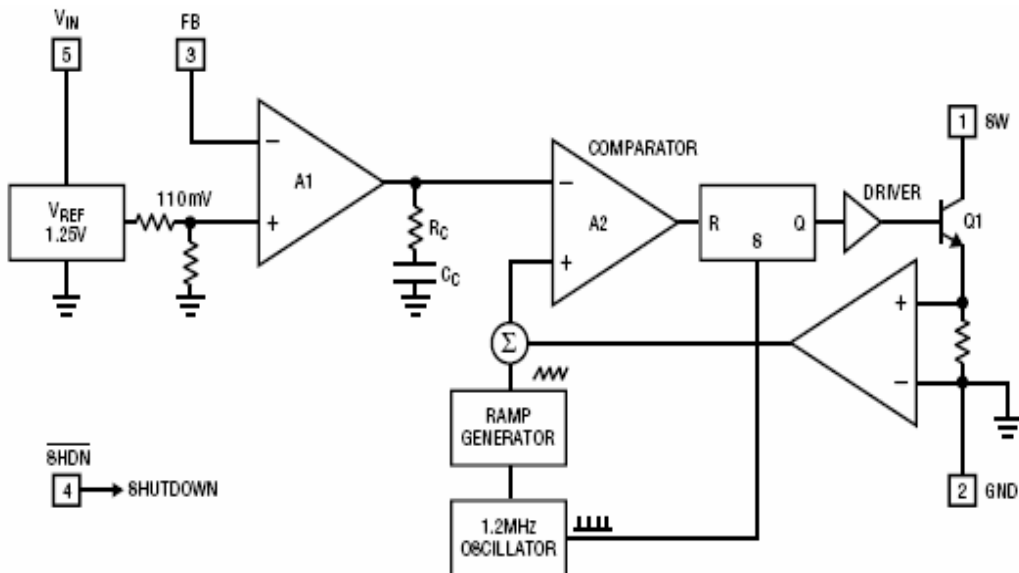 VIN
5
FB
3
VREF
1.25V
110mV
A1
RC
CC
COMPARATOR
A2
R
Q
S
DRIVER
1
SW
Q1
Σ
RAMP
GENERATOR
1.2MHz
OSCILLATOR
2
GND
SHDN
4
SHUTDOWN
−
+
−
+
+
−